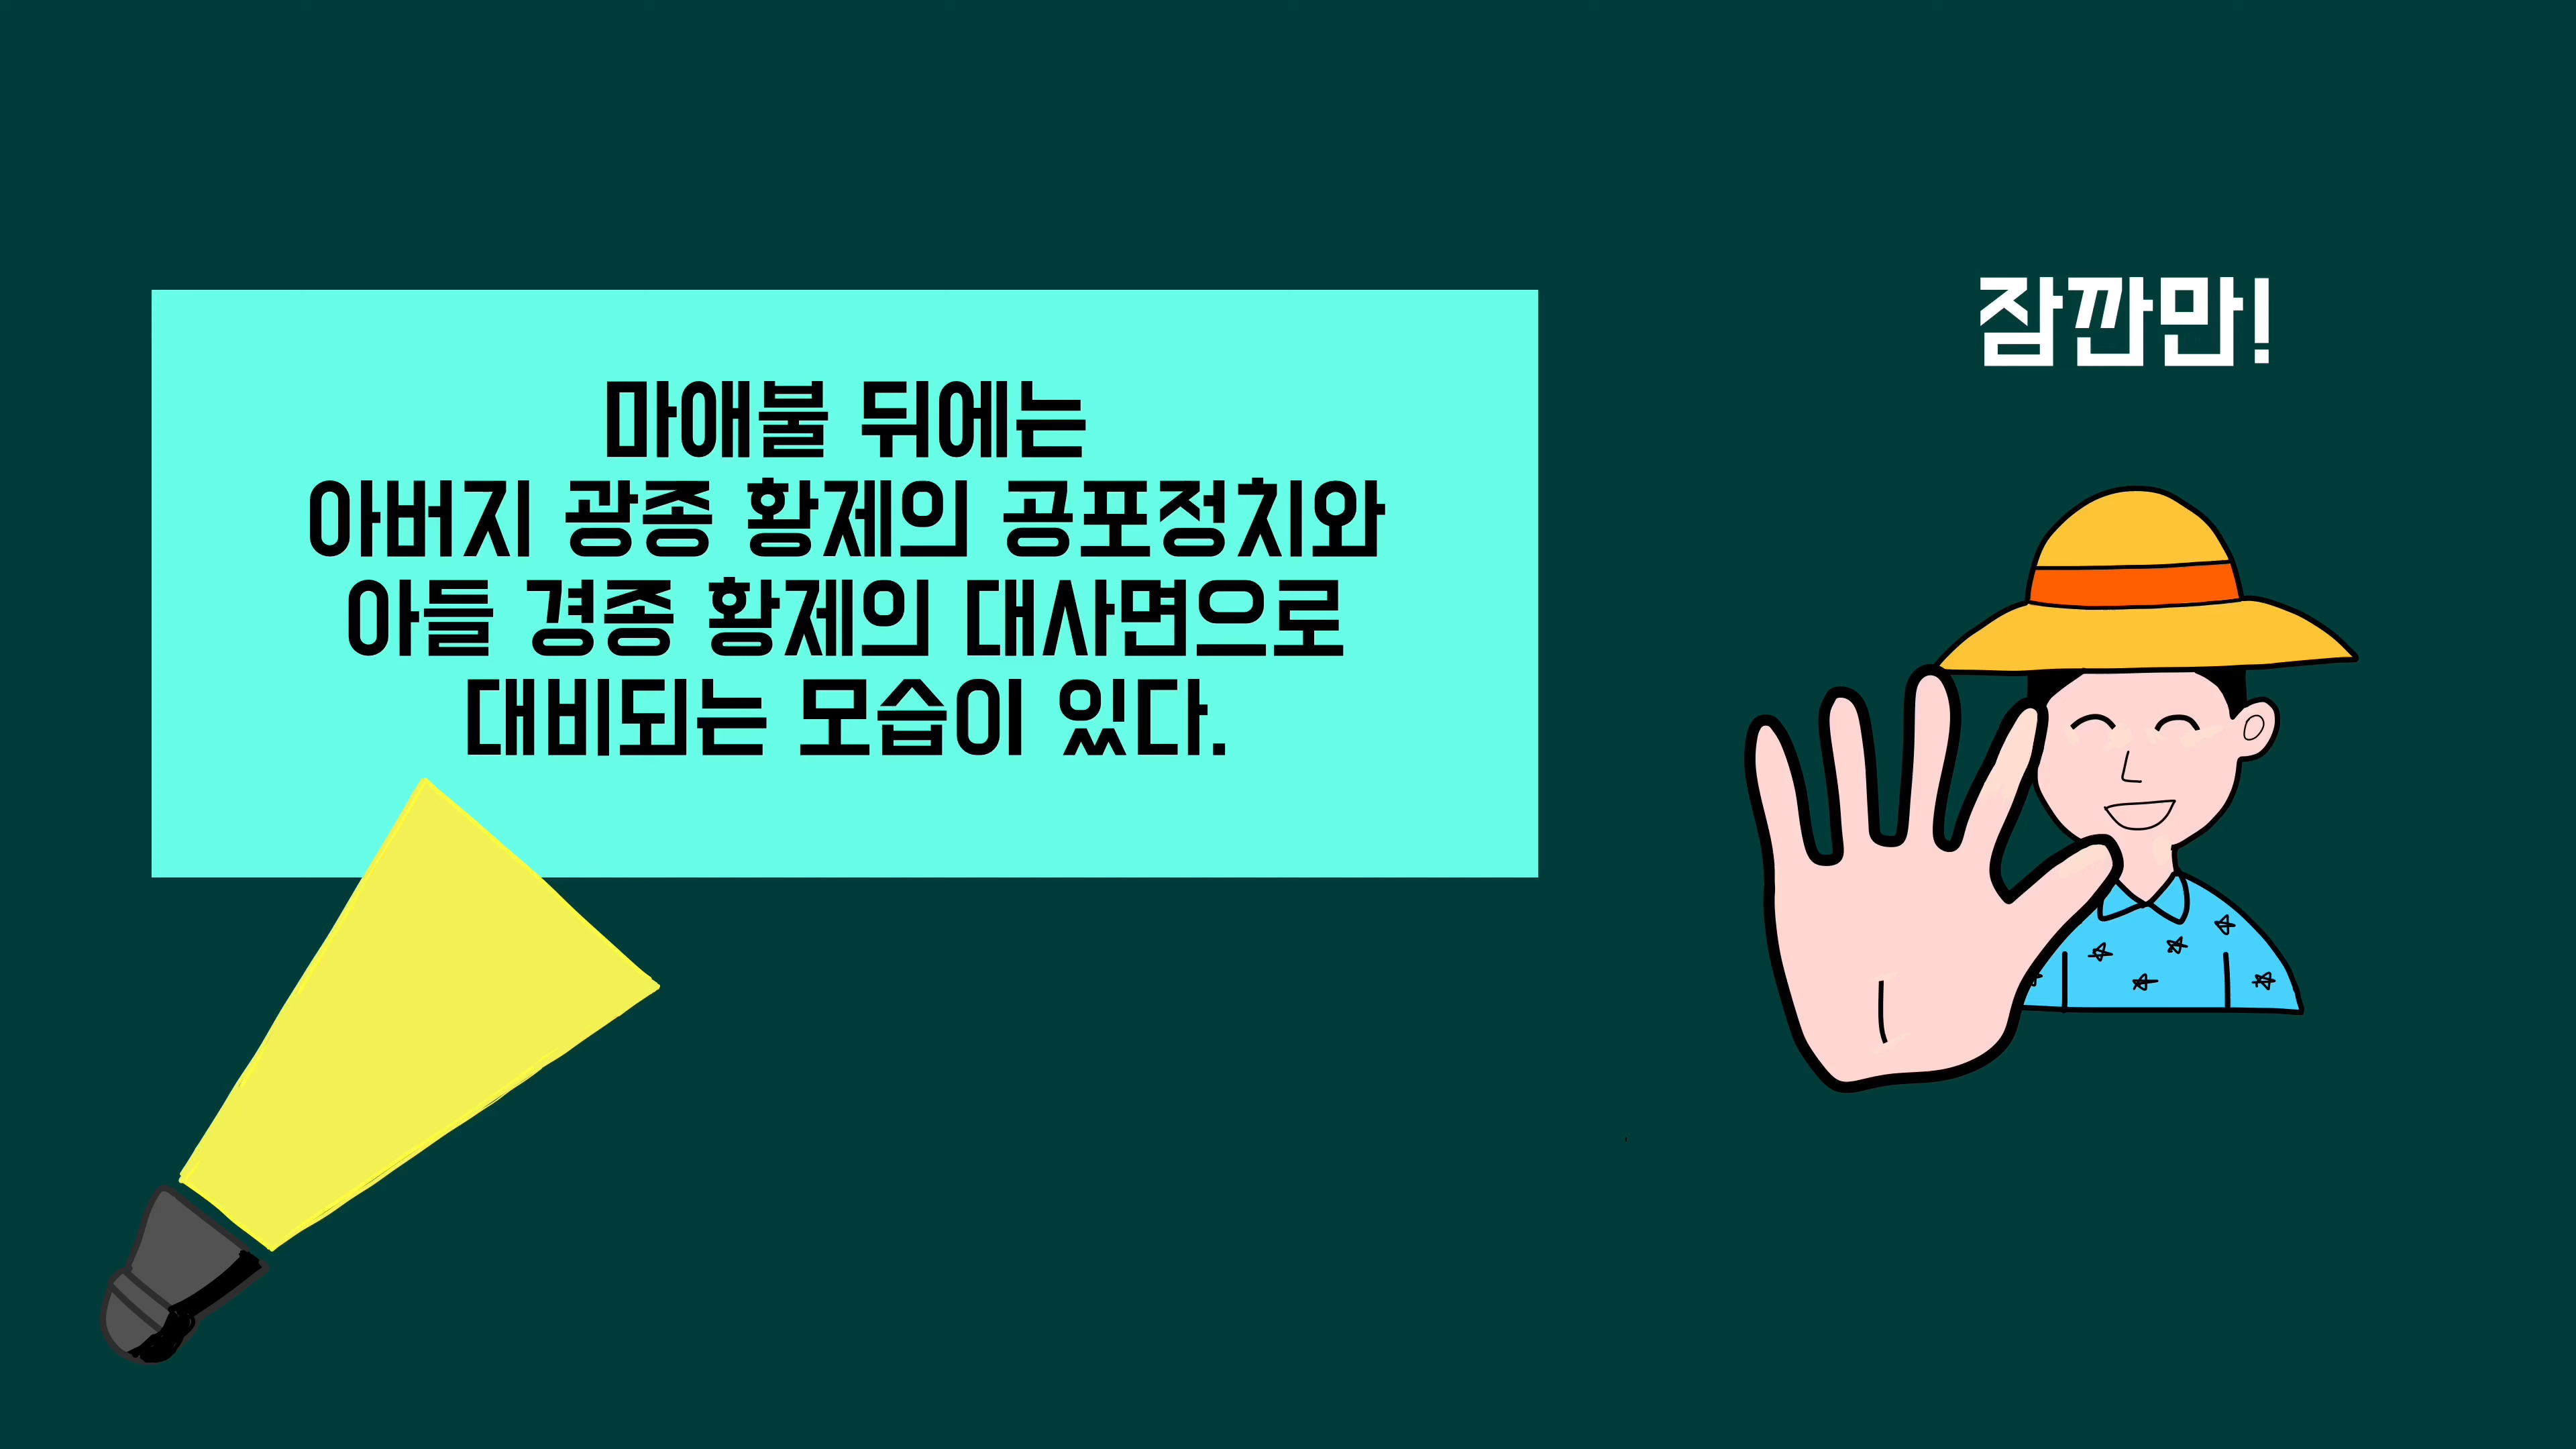 마애불 뒤에는
아버지 광종 황제의 공포정치와
아들 경종 황제의 대사면으로
대비되는 모습이 있다.
잠깐만!